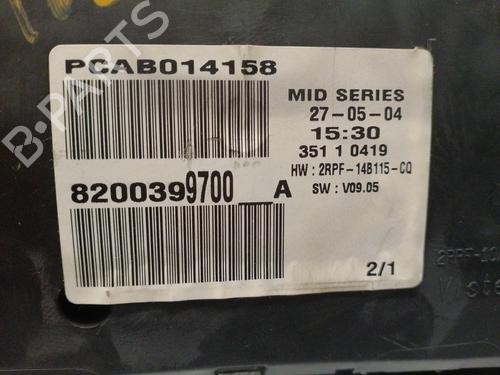 B-PARTS
PCAB014158
MID SERIES
27-05-04
15:30
351 1 0419
HW : 2RPF-14B115-CQ
SW : V09.05
8200399700__A
2/1